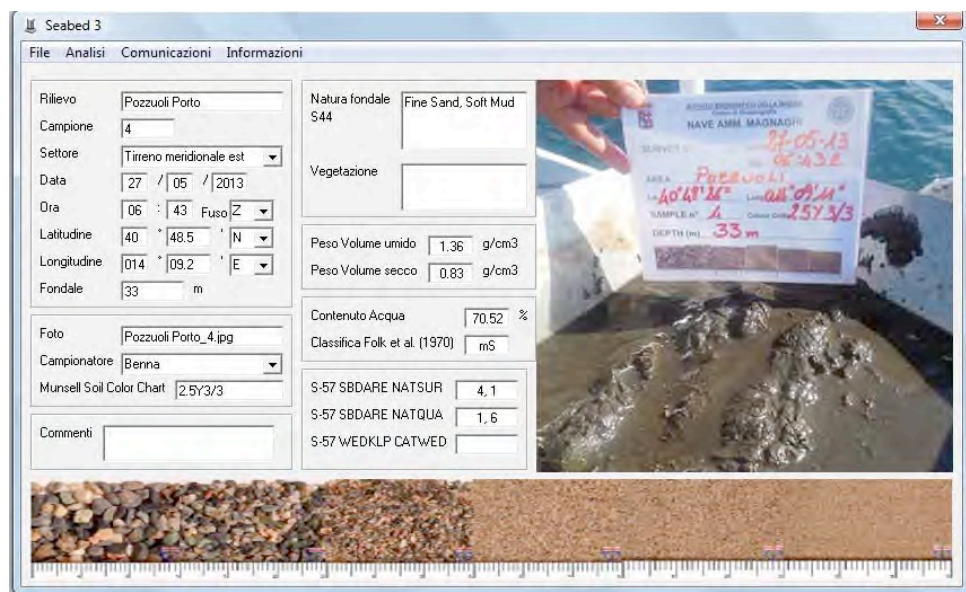 Seabed 3
File Analisi Comunicazioni Informazioni
Rilievo Pozzuoli Porto
Campione 4
Settore Tirreno meridionale est
Data 27 / 05 / 2013
Ora 06 : 43 Fuso Z
Latitudine 40 ° 48.5 ' N
Longitudine 014 ° 09.2 ' E
Fondale 33 m
Foto Pozzuoli Porto_4.jpg
Campionatore Benna
Munsell Soil Color Chart 2.5Y3/3
Commenti
Natura fondale Fine Sand, Soft Mud
S44
Vegetazione
Peso Volume umido 1.36 g/cm3
Peso Volume secco 0.83 g/cm3
Contenuto Acqua 70.52 %
Classifica Folk et al. (1970) mS
S-57 SBDARE NATSUR 4, 1
S-57 SBDARE NATQUA 1, 6
S-57 WEDKLP CATWED
NAVE AMM. MAGNAGHI
27-05-13
06:43Z
AREA Pozzuoli
SAMPLE n° 4
2.5Y3/3
DEPTH (m) 33 m